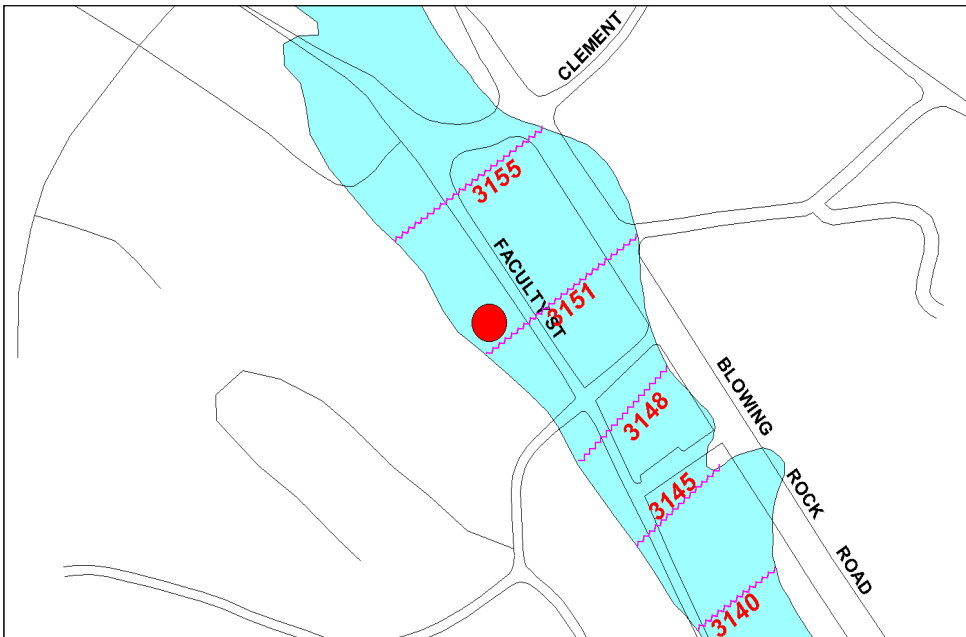 CLEMENT
3155
FACULTY ST
3151
BLOWING
3148
ROCK
3145
ROAD
3140